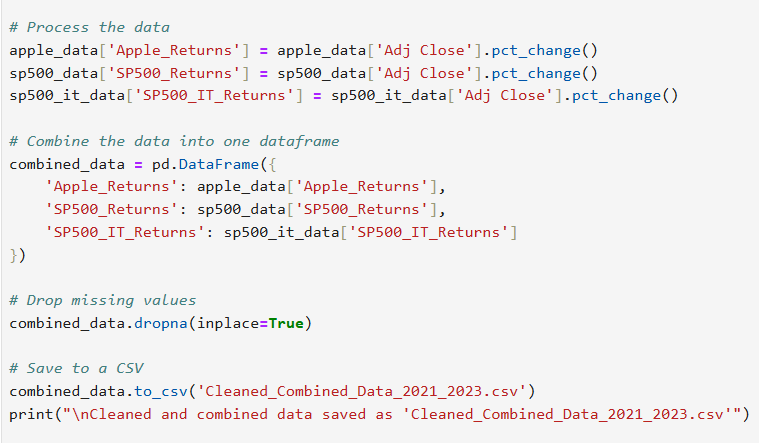 # Process the data
apple_data['Apple_Returns'] = apple_data['Adj Close'].pct_change()
sp500_data['SP500_Returns'] = sp500_data['Adj Close'].pct_change()
sp500_it_data['SP500_IT_Returns'] = sp500_it_data['Adj Close'].pct_change()

# Combine the data into one dataframe
combined_data = pd.DataFrame({
    'Apple_Returns': apple_data['Apple_Returns'],
    'SP500_Returns': sp500_data['SP500_Returns'],
    'SP500_IT_Returns': sp500_it_data['SP500_IT_Returns']
})

# Drop missing values
combined_data.dropna(inplace=True)

# Save to a CSV
combined_data.to_csv('Cleaned_Combined_Data_2021_2023.csv')
print("\nCleaned and combined data saved as 'Cleaned_Combined_Data_2021_2023.csv'")